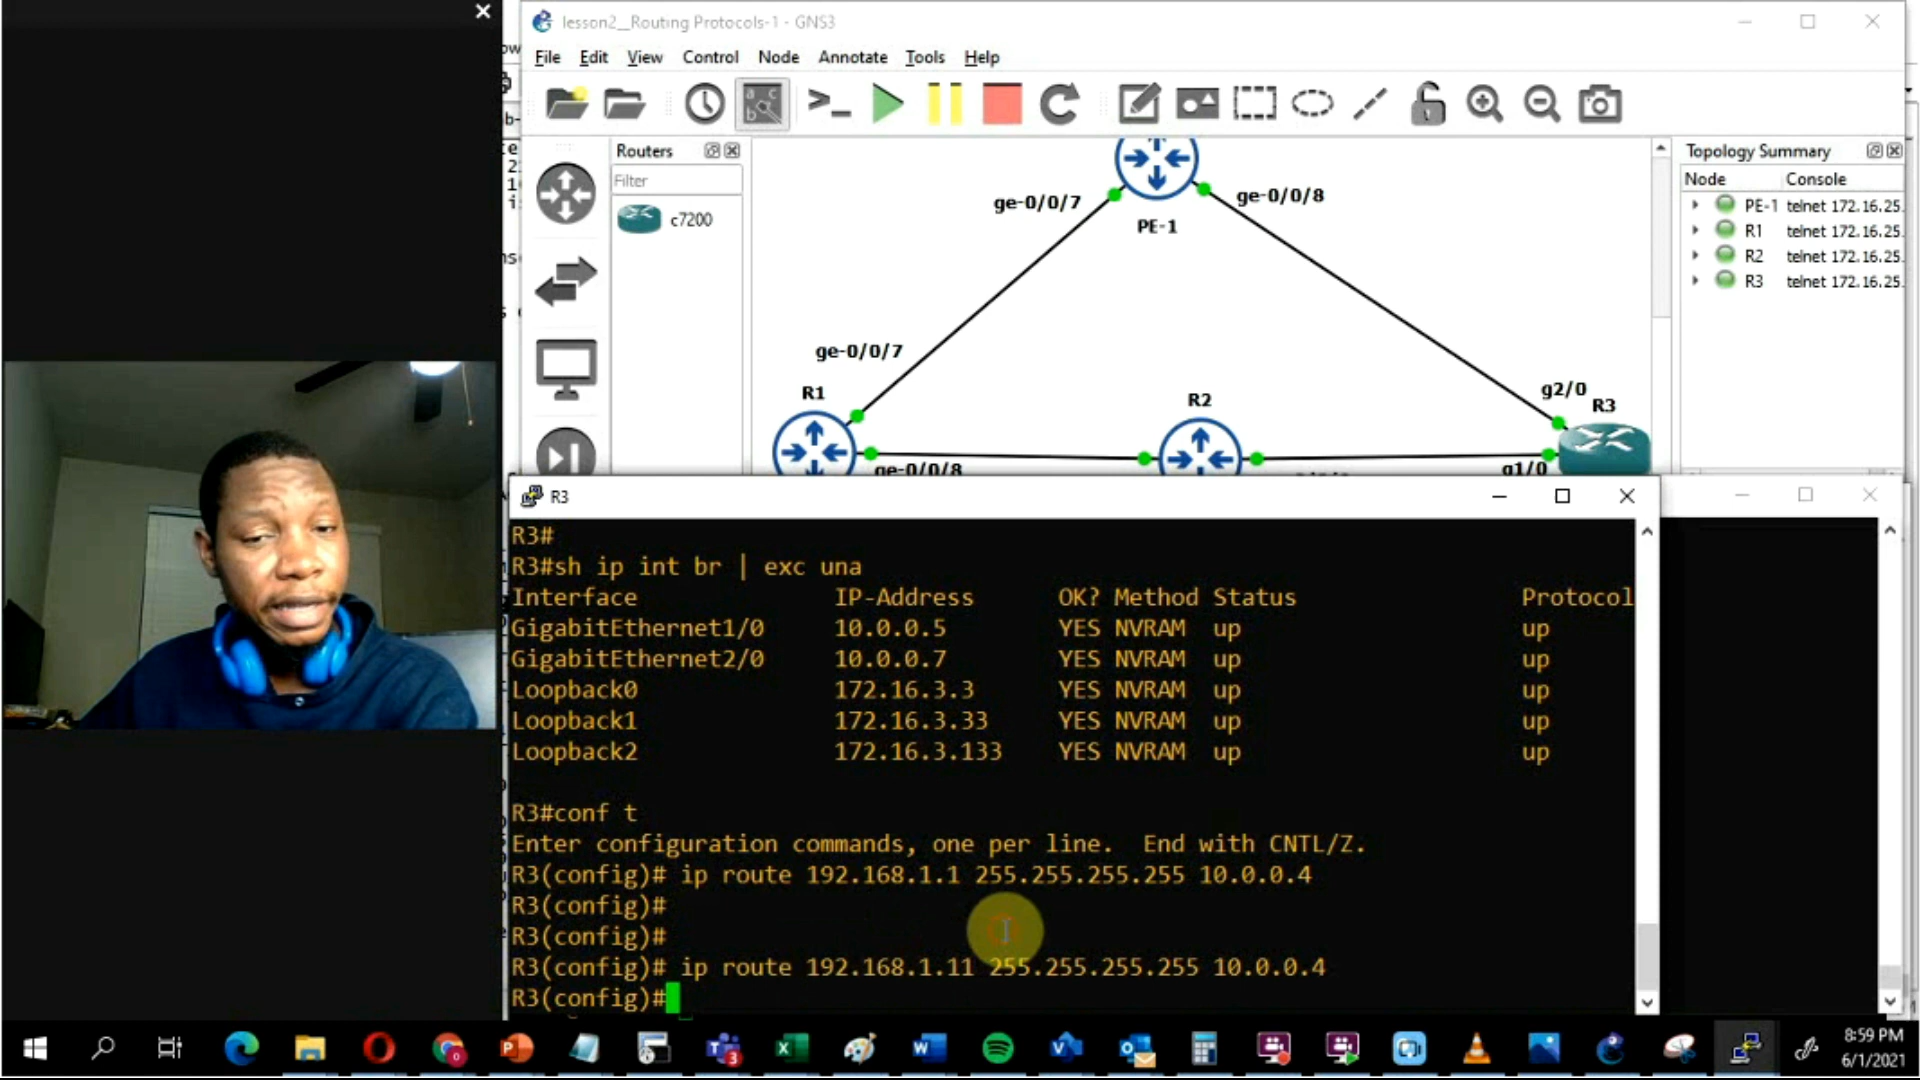 lesson2__Routing Protocols-1 - GNS3
File Edit View Control Node Annotate Tools Help
Routers
Filter
c7200
ge-0/0/7
ge-0/0/8
PE-1
ge-0/0/7
R1
R2
g2/0
R3
ge-0/0/8
g1/0
Topology Summary
Node Console
PE-1 telnet 172.16.25.
R1 telnet 172.16.25.
R2 telnet 172.16.25.
R3 telnet 172.16.25.
R3
R3#
R3#sh ip int br | exc una
Interface IP-Address OK? Method Status Protocol
GigabitEthernet1/0 10.0.0.5 YES NVRAM up up
GigabitEthernet2/0 10.0.0.7 YES NVRAM up up
Loopback0 172.16.3.3 YES NVRAM up up
Loopback1 172.16.3.33 YES NVRAM up up
Loopback2 172.16.3.133 YES NVRAM up up
R3#conf t
Enter configuration commands, one per line. End with CNTL/Z.
R3(config)# ip route 192.168.1.1 255.255.255.255 10.0.0.4
R3(config)#
R3(config)#
R3(config)# ip route 192.168.1.11 255.255.255.255 10.0.0.4
R3(config)#
8:59 PM
6/1/2021